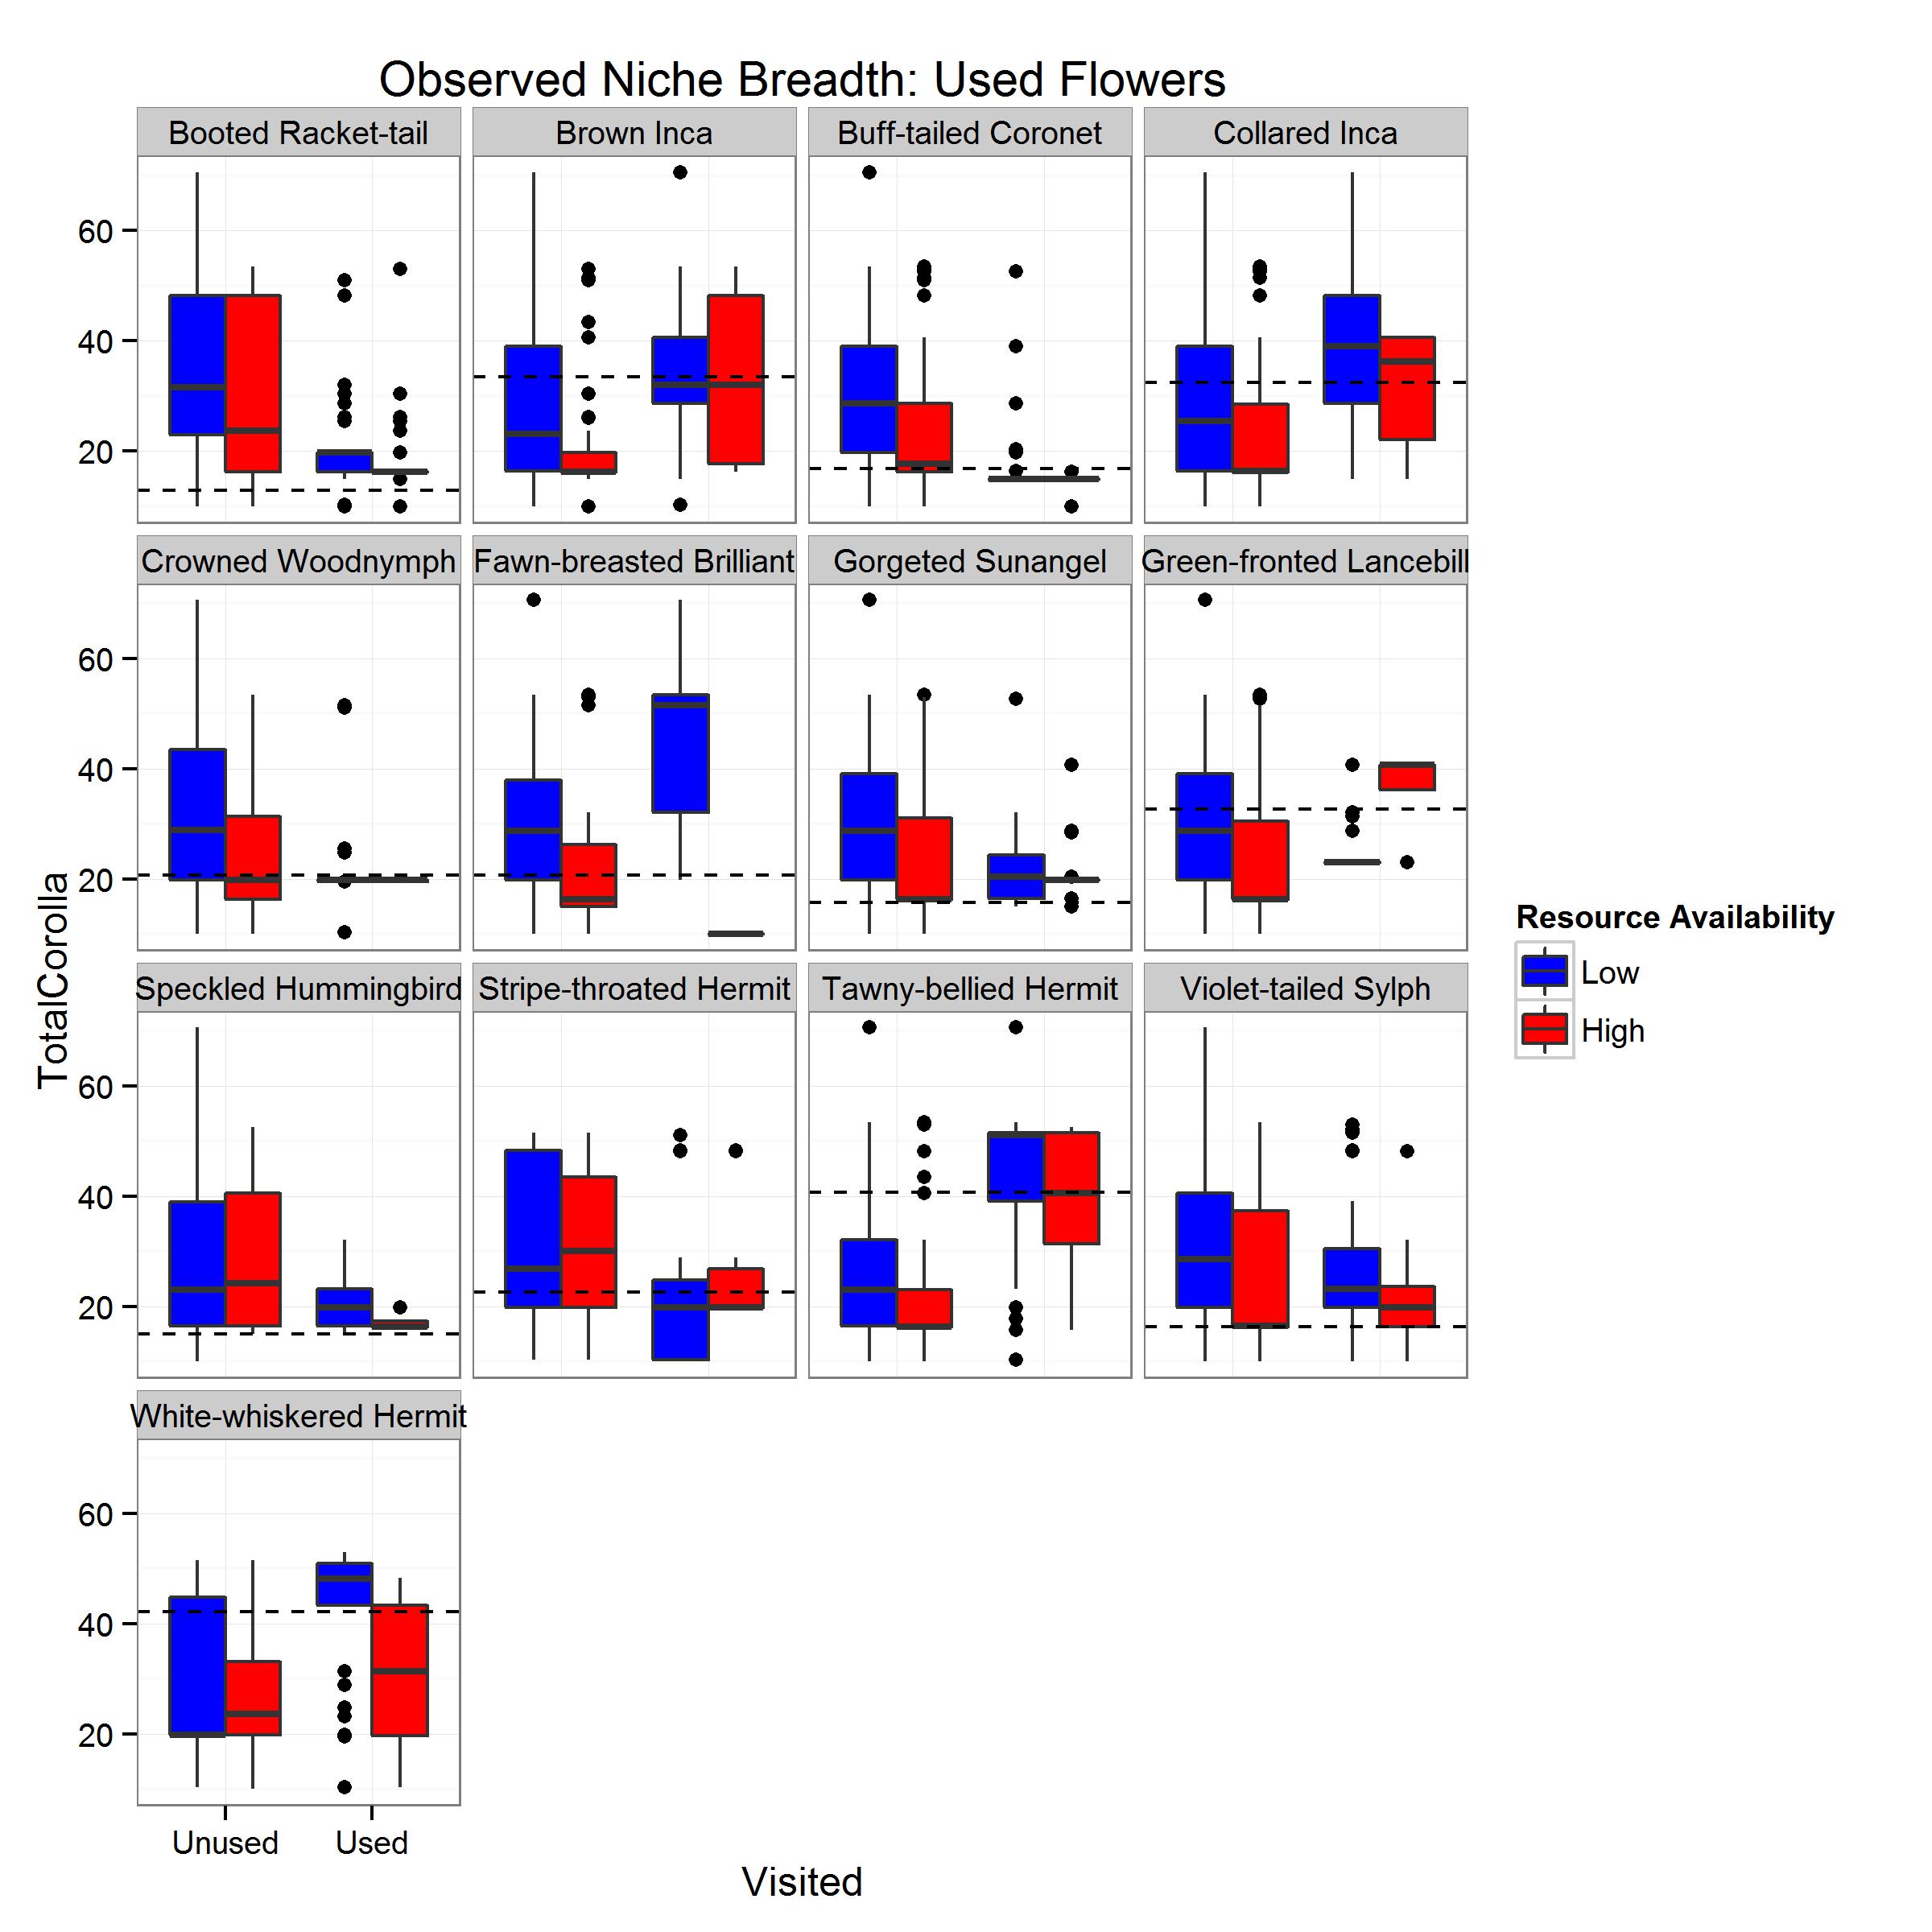 Observed Niche Breadth: Used Flowers
Booted Racket-tail
Brown Inca
Buff-tailed Coronet
Collared Inca
60
40
20
Crowned Woodnymph
Fawn-breasted Brilliant
Gorgeted Sunangel
Green-fronted Lancebill
60
40
20
Speckled Hummingbird
Stripe-throated Hermit
Tawny-bellied Hermit
Violet-tailed Sylph
60
40
20
White-whiskered Hermit
60
40
20
Unused
Used
Visited
TotalCorolla
Resource Availability
Low
High